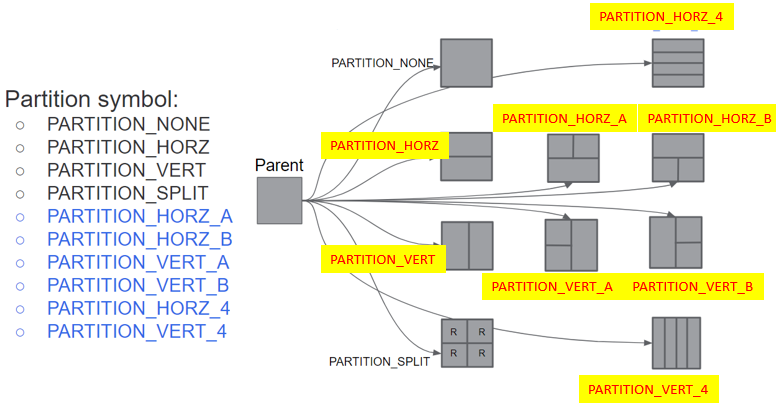 Partition symbol:
○ PARTITION_NONE
○ PARTITION_HORZ
○ PARTITION_VERT
○ PARTITION_SPLIT
○ PARTITION_HORZ_A
○ PARTITION_HORZ_B
○ PARTITION_VERT_A
○ PARTITION_VERT_B
○ PARTITION_HORZ_4
○ PARTITION_VERT_4
Parent
PARTITION_NONE
PARTITION_HORZ_4
PARTITION_HORZ
PARTITION_HORZ_A
PARTITION_HORZ_B
PARTITION_VERT
PARTITION_VERT_A
PARTITION_VERT_B
PARTITION_SPLIT
R R
R R
PARTITION_VERT_4